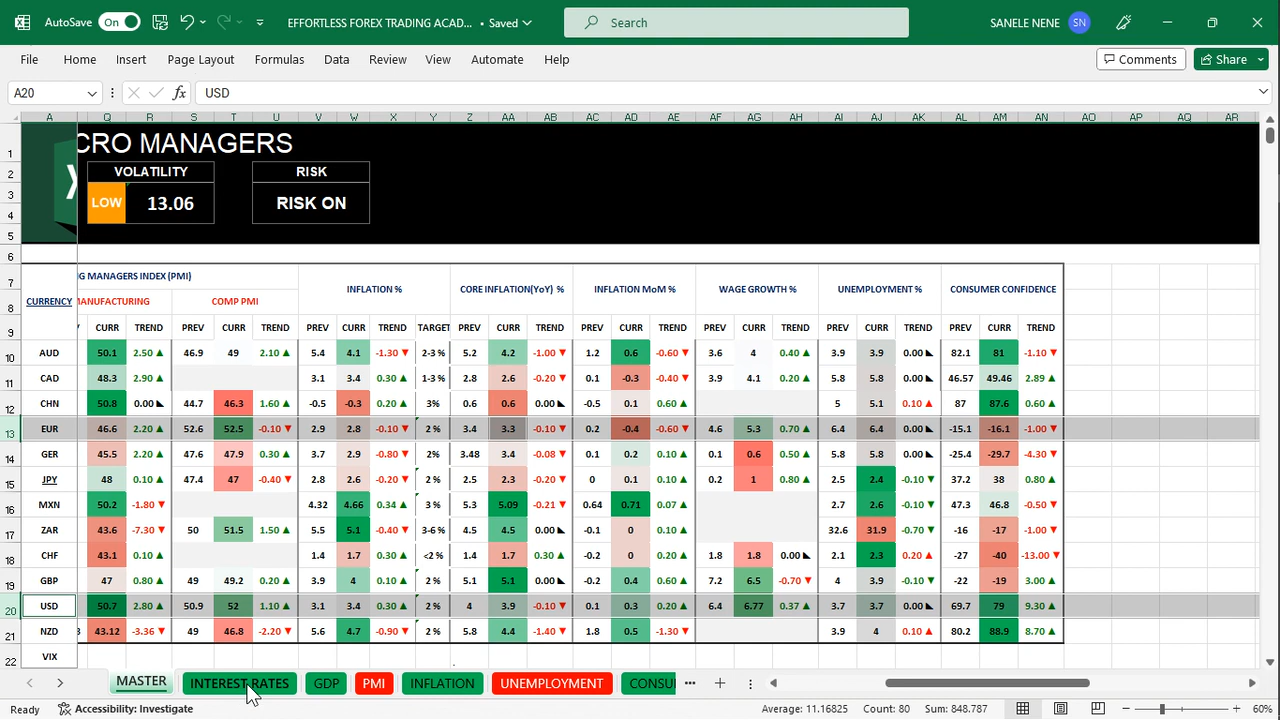 AutoSave On EFFORTLESS FOREX TRADING ACAD... • Saved Search SANELE NENE SN
File Home Insert Page Layout Formulas Data Review View Automate Help Comments Share
A20 fx USD
A Q R S T U V W X Y Z AA AB AC AD AE AF AG AH AI AJ AK AL AM AN AO AP AQ AR
1 CRO MANAGERS
2 VOLATILITY RISK
3 LOW 13.06 RISK ON
4
5
6
7 G MANAGERS INDEX (PMI) INFLATION % CORE INFLATION(YoY) % INFLATION MoM % WAGE GROWTH % UNEMPLOYMENT % CONSUMER CONFIDENCE
8 CURRENCY MANUFACTURING COMP PMI
9 CURR TREND PREV CURR TREND PREV CURR TREND TARGET PREV CURR TREND PREV CURR TREND PREV CURR TREND PREV CURR TREND PREV CURR TREND
10 AUD 50.1 2.50 ▲ 46.9 49 2.10 ▲ 5.4 4.1 -1.30 ▼ 2-3 % 5.2 4.2 -1.00 ▼ 1.2 0.6 -0.60 ▼ 3.6 4 0.40 ▲ 3.9 3.9 0.00 ◣ 82.1 81 -1.10 ▼
11 CAD 48.3 2.90 ▲ 3.1 3.4 0.30 ▲ 1-3 % 2.8 2.6 -0.20 ▼ 0.1 -0.3 -0.40 ▼ 3.9 4.1 0.20 ▲ 5.8 5.8 0.00 ◣ 46.57 49.46 2.89 ▲
12 CHN 50.8 0.00 ◣ 44.7 46.3 1.60 ▲ -0.5 -0.3 0.20 ▲ 3% 0.6 0.6 0.00 ◣ -0.5 0.1 0.60 ▲ 5 5.1 0.10 ▲ 87 87.6 0.60 ▲
13 EUR 46.6 2.20 ▲ 52.6 52.5 -0.10 ▼ 2.9 2.8 -0.10 ▼ 2 % 3.4 3.3 -0.10 ▼ 0.2 -0.4 -0.60 ▼ 4.6 5.3 0.70 ▲ 6.4 6.4 0.00 ◣ -15.1 -16.1 -1.00 ▼
14 GER 45.5 2.20 ▲ 47.6 47.9 0.30 ▲ 3.7 2.9 -0.80 ▼ 2% 3.48 3.4 -0.08 ▼ 0.1 0.2 0.10 ▲ 0.1 0.6 0.50 ▲ 5.8 5.8 0.00 ◣ -25.4 -29.7 -4.30 ▼
15 JPY 48 0.10 ▲ 47.4 47 -0.40 ▼ 2.8 2.6 -0.20 ▼ 2 % 2.5 2.3 -0.20 ▼ 0 0.1 0.10 ▲ 0.2 1 0.80 ▲ 2.5 2.4 -0.10 ▼ 37.2 38 0.80 ▲
16 MXN 50.2 -1.80 ▼ 4.32 4.66 0.34 ▲ 3 % 5.3 5.09 -0.21 ▼ 0.64 0.71 0.07 ▲ 2.7 2.6 -0.10 ▼ 47.3 46.8 -0.50 ▼
17 ZAR 43.6 -7.30 ▼ 50 51.5 1.50 ▲ 5.5 5.1 -0.40 ▼ 3-6 % 4.5 4.5 0.00 ◣ -0.1 0 0.10 ▲ 32.6 31.9 -0.70 ▼ -16 -17 -1.00 ▼
18 CHF 43.1 0.10 ▲ 1.4 1.7 0.30 ▲ <2 % 1.4 1.7 0.30 ▲ -0.2 0 0.20 ▲ 1.8 1.8 0.00 ◣ 2.1 2.3 0.20 ▲ -27 -40 -13.00 ▼
19 GBP 47 0.80 ▲ 49 49.2 0.20 ▲ 3.9 4 0.10 ▲ 2 % 5.1 5.1 0.00 ◣ -0.2 0.4 0.60 ▲ 7.2 6.5 -0.70 ▼ 4 3.9 -0.10 ▼ -22 -19 3.00 ▲
20 USD 50.7 2.80 ▲ 50.9 52 1.10 ▲ 3.1 3.4 0.30 ▲ 2 % 4 3.9 -0.10 ▼ 0.1 0.3 0.20 ▲ 6.4 6.77 0.37 ▲ 3.7 3.7 0.00 ◣ 69.7 79 9.30 ▲
21 NZD 43.12 -3.36 ▼ 49 46.8 -2.20 ▼ 5.6 4.7 -0.90 ▼ 2 % 5.8 4.4 -1.40 ▼ 1.8 0.5 -1.30 ▼ 3.9 4 0.10 ▲ 80.2 88.9 8.70 ▲
22 VIX
MASTER INTEREST RATES GDP PMI INFLATION UNEMPLOYMENT CONSU ...
Ready Accessibility: Investigate Average: 11.16825 Count: 80 Sum: 848.787 60%